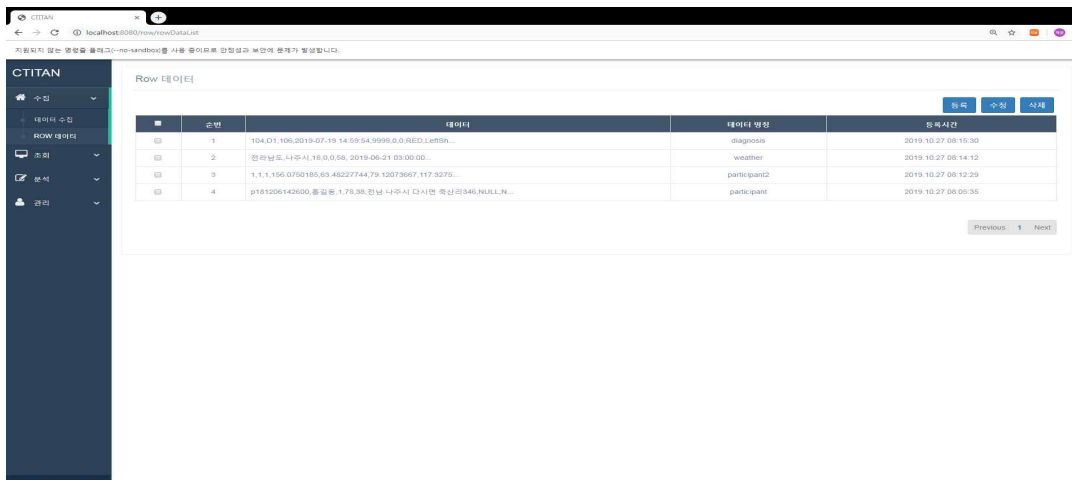 CTITAN
localhost:8080/row/rowDataList
지원되지 않는 명령줄 플래그(--no-sandbox)를 사용 중이므로 안정성과 보안에 문제가 발생합니다.
CTITAN
수집
데이터 수집
ROW 데이터
조회
분석
관리
Row 데이터
등록 수정 삭제
순번 데이터 데이터 명칭 등록시간
1 104,D1,106,2019-07-19 14:59:54,9999,0,0,RED,LeftSh... diagnosis 2019.10.27 08:15:30
2 전라남도,나주시,16,0,0,58, 2019-06-21 03:00:00... weather 2019.10.27 08:14:12
3 1,1,1,156.0750185,63.48227744,79.12073667,117.3275... participant2 2019.10.27 08:12:29
4 p181206142600,홍길동,1,78,38,전남 나주시 다시면 죽산리346,NULL,N... participant 2019.10.27 08:05:35
Previous 1 Next